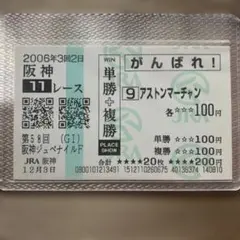 2006年3回2日
阪神
11レース
第58回(GI)
阪神ジュベナイルF
JRA 阪神
12月3日
WIN
単勝+複勝
PLACE SHOW
がんばれ!
9 アストンマーチャン
各☆☆☆100円
単勝 ☆☆☆100円
複勝 ☆☆☆100円
合計 ☆☆☆☆20枚 ☆☆☆☆200円